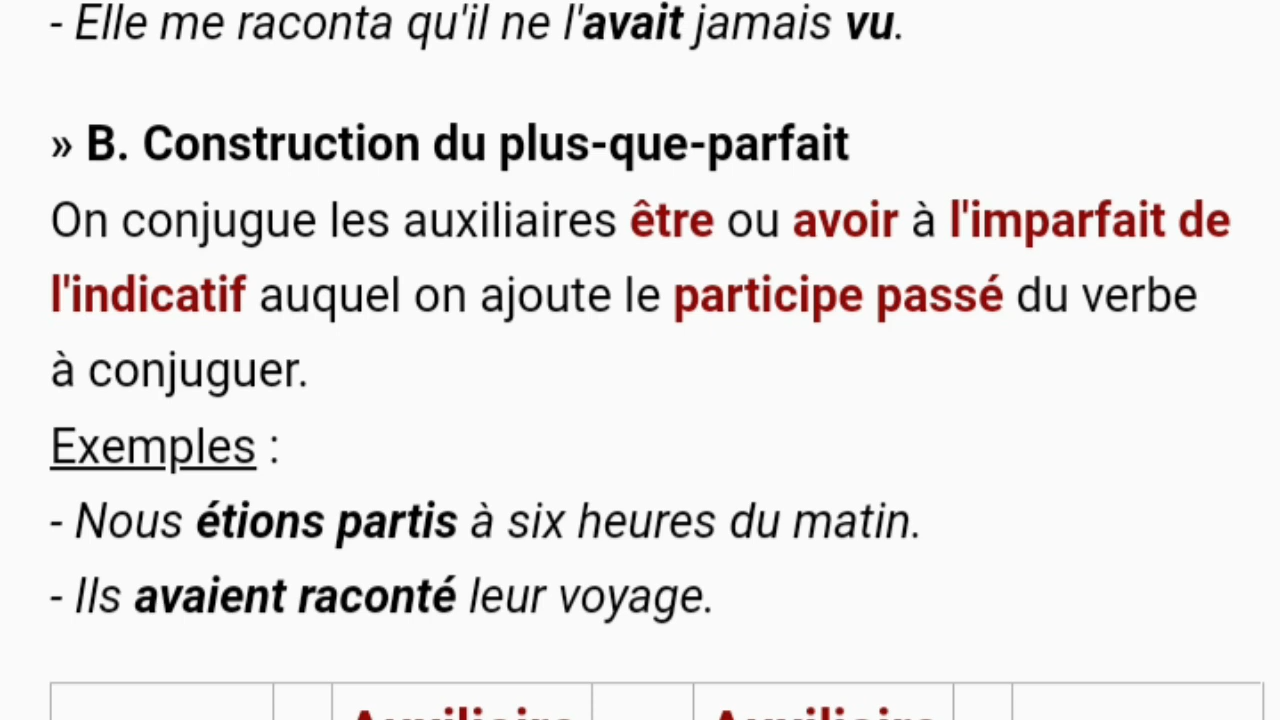 - Elle me raconta qu'il ne l'avait jamais vu.
» B. Construction du plus-que-parfait
On conjugue les auxiliaires être ou avoir à l'imparfait de
l'indicatif auquel on ajoute le participe passé du verbe
à conjuguer.
Exemples :
- Nous étions partis à six heures du matin.
- Ils avaient raconté leur voyage.
Auxiliaire Auxiliaire